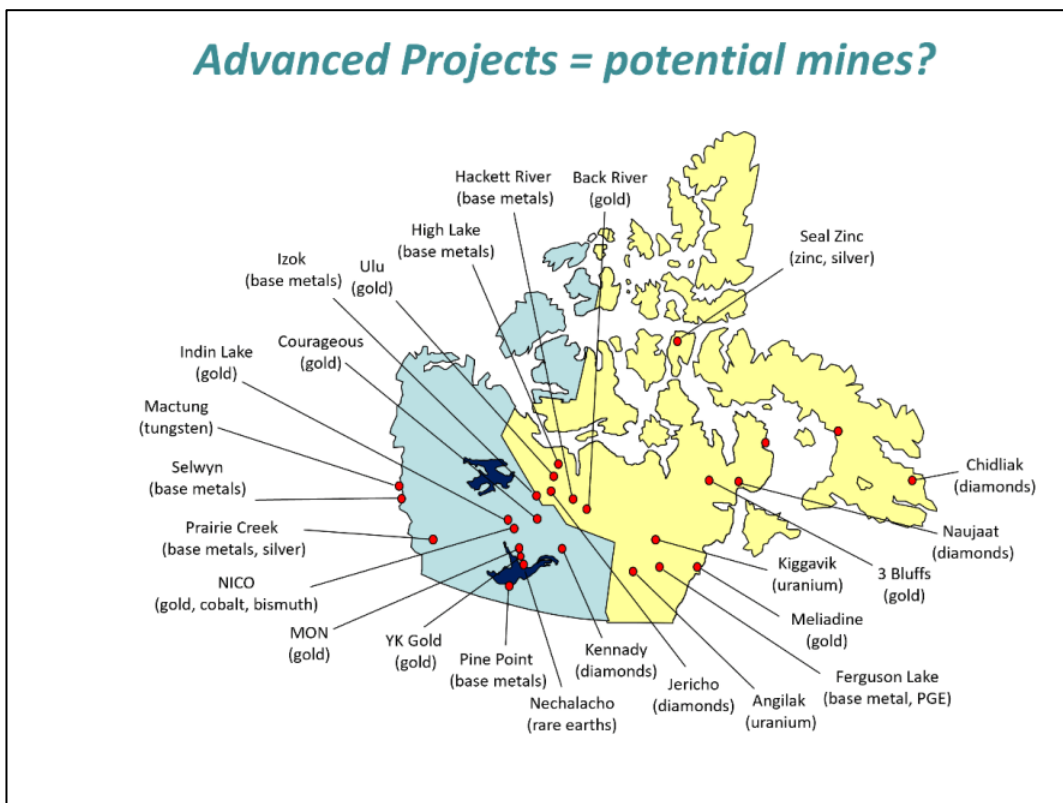 Advanced Projects = potential mines?
Hackett River
(base metals)
Back River
(gold)
High Lake
(base metals)
Seal Zinc
(zinc, silver)
Izok
(base metals)
Ulu
(gold)
Courageous
(gold)
Indin Lake
(gold)
Mactung
(tungsten)
Selwyn
(base metals)
Prairie Creek
(base metals, silver)
NICO
(gold, cobalt, bismuth)
MON
(gold)
YK Gold
(gold)
Pine Point
(base metals)
Nechalacho
(rare earths)
Kennady
(diamonds)
Jericho
(diamonds)
Angilak
(uranium)
Ferguson Lake
(base metal, PGE)
Meliadine
(gold)
Kiggavik
(uranium)
3 Bluffs
(gold)
Naujaat
(diamonds)
Chidliak
(diamonds)